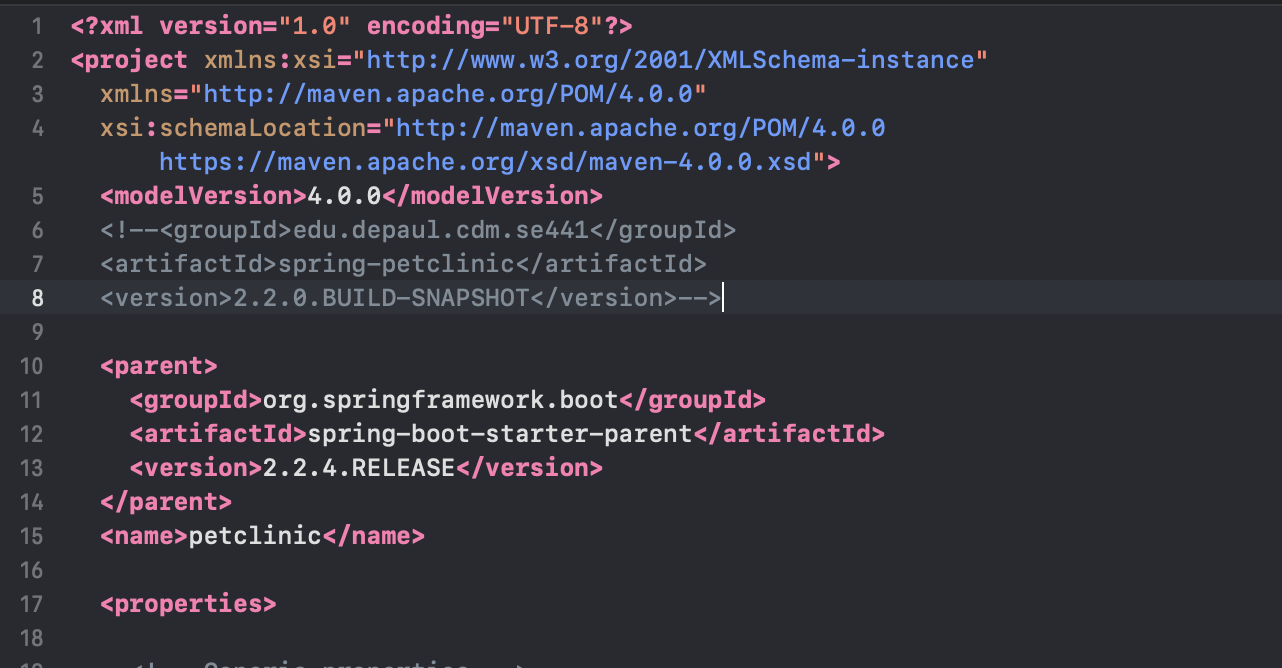 1 <?xml version="1.0" encoding="UTF-8"?>
2 <project xmlns:xsi="http://www.w3.org/2001/XMLSchema-instance"
3 xmlns="http://maven.apache.org/POM/4.0.0"
4 xsi:schemaLocation="http://maven.apache.org/POM/4.0.0
https://maven.apache.org/xsd/maven-4.0.0.xsd">
5 <modelVersion>4.0.0</modelVersion>
6 <!--<groupId>edu.depaul.cdm.se441</groupId>
7 <artifactId>spring-petclinic</artifactId>
8 <version>2.2.0.BUILD-SNAPSHOT</version>-->
9
10 <parent>
11 <groupId>org.springframework.boot</groupId>
12 <artifactId>spring-boot-starter-parent</artifactId>
13 <version>2.2.4.RELEASE</version>
14 </parent>
15 <name>petclinic</name>
16
17 <properties>
18
19 <!-- Generic properties -->